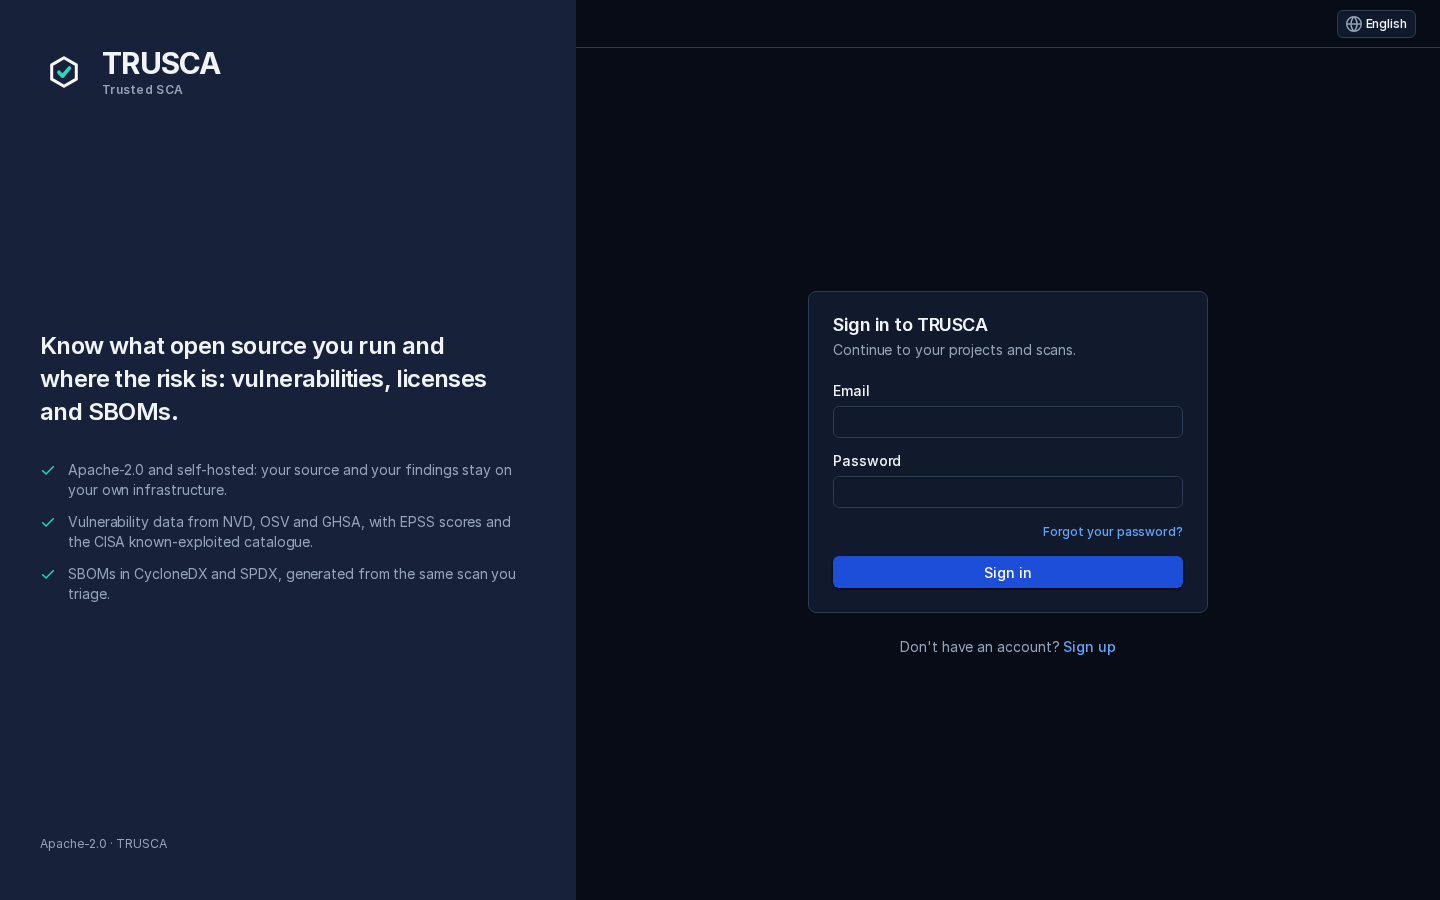 TRUSCA
Trusted SCA
Know what open source you run and
where the risk is: vulnerabilities, licenses
and SBOMs.
Apache-2.0 and self-hosted: your source and your findings stay on
your own infrastructure.
Vulnerability data from NVD, OSV and GHSA, with EPSS scores and
the CISA known-exploited catalogue.
SBOMs in CycloneDX and SPDX, generated from the same scan you
triage.
Apache-2.0 · TRUSCA
English
Sign in to TRUSCA
Continue to your projects and scans.
Email
Password
Forgot your password?
Sign in
Don't have an account? Sign up